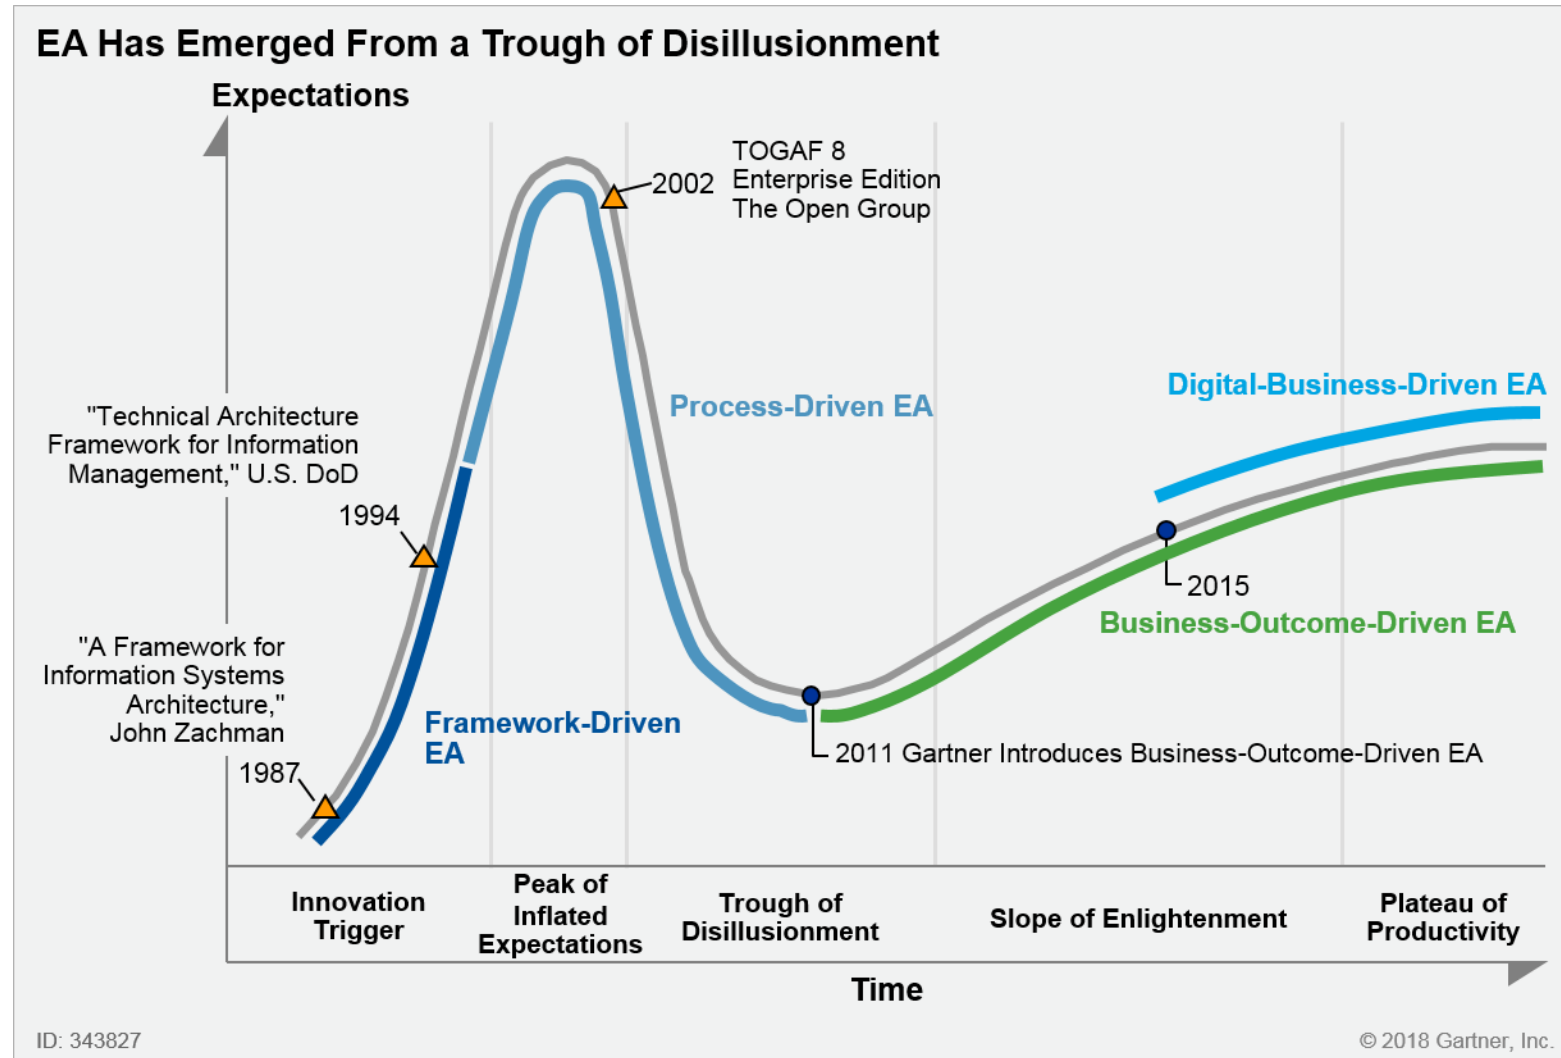 EA Has Emerged From a Trough of Disillusionment
Expectations
TOGAF 8
2002 Enterprise Edition
The Open Group
Process-Driven EA
Digital-Business-Driven EA
"Technical Architecture
Framework for Information
Management," U.S. DoD
1994
2015
Business-Outcome-Driven EA
"A Framework for
Information Systems
Architecture,"
John Zachman
1987
Framework-Driven
EA
2011 Gartner Introduces Business-Outcome-Driven EA
Innovation
Trigger
Peak of
Inflated
Expectations
Trough of
Disillusionment
Slope of Enlightenment
Plateau of
Productivity
Time
ID: 343827
© 2018 Gartner, Inc.